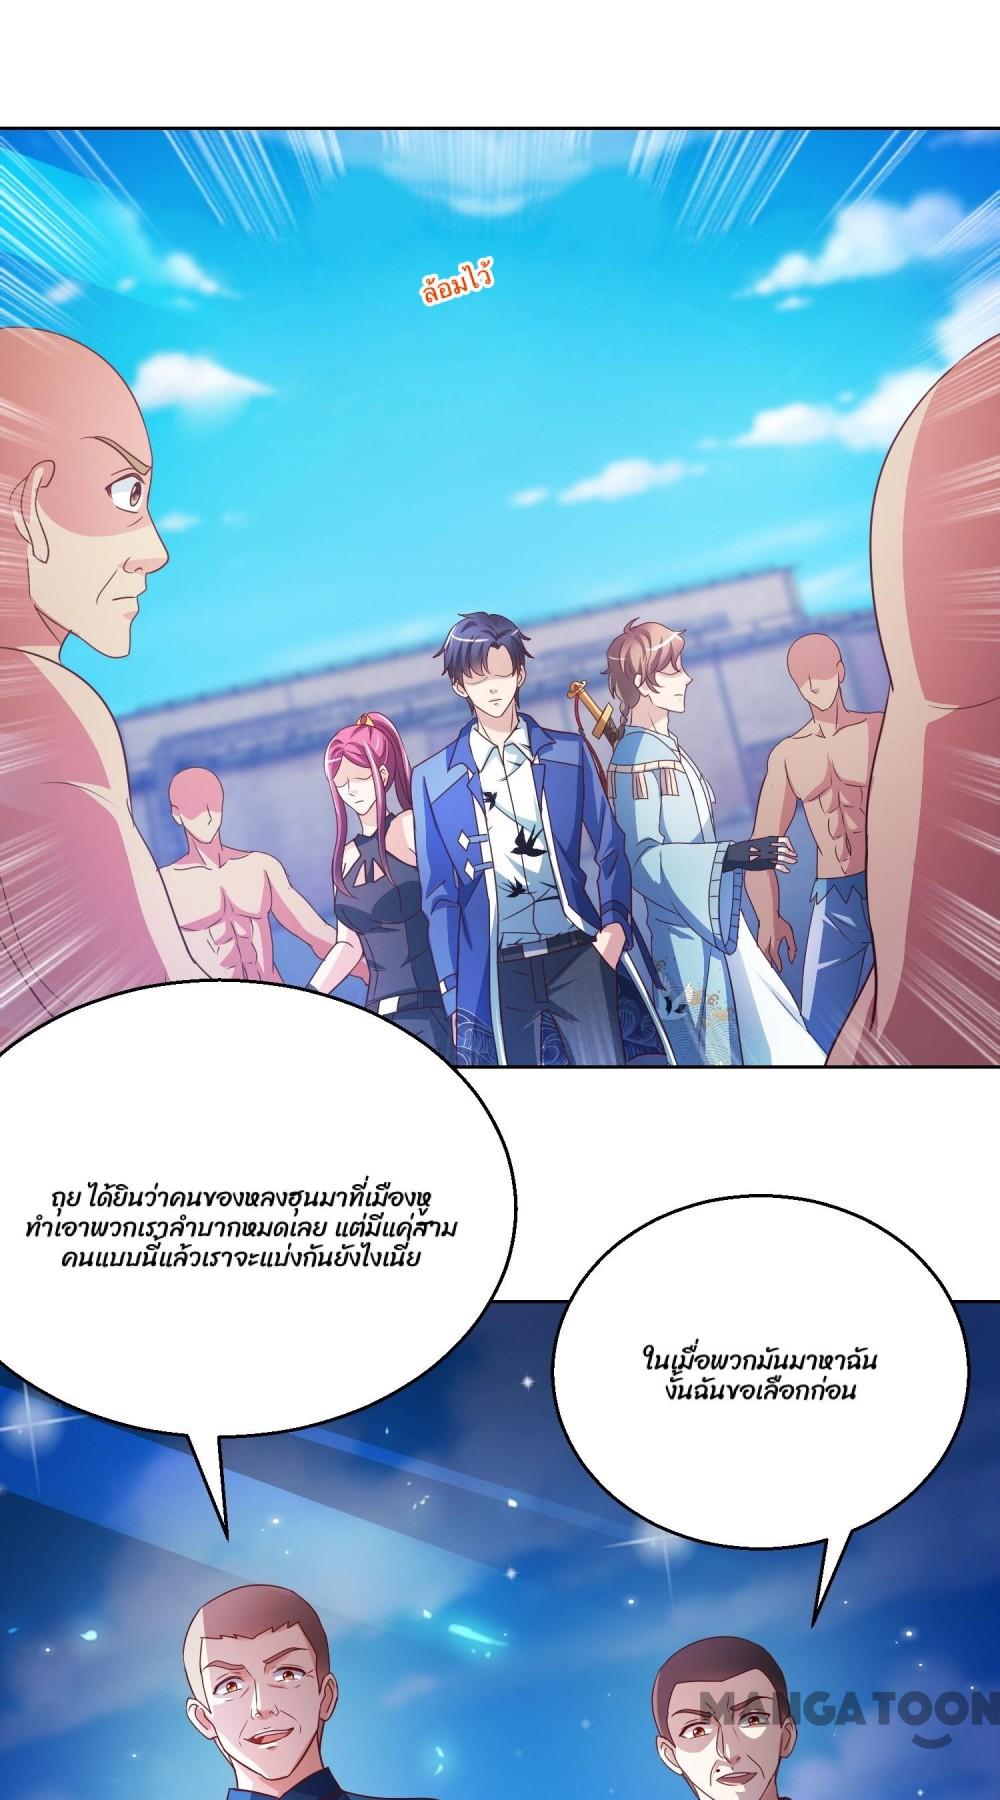 ล้อมไว้
ถุย ได้ยินว่าคนของหลงฮุนมาที่เมืองหู
ทำเอาพวกเราลำบากหมดเลย แต่มีแค่สาม
คนแบบนี้แล้วเราจะแบ่งกันยังไงเนี่ย
ในเมื่อพวกมันมาหาฉัน
งั้นฉันขอเลือกก่อน
MANGATOON